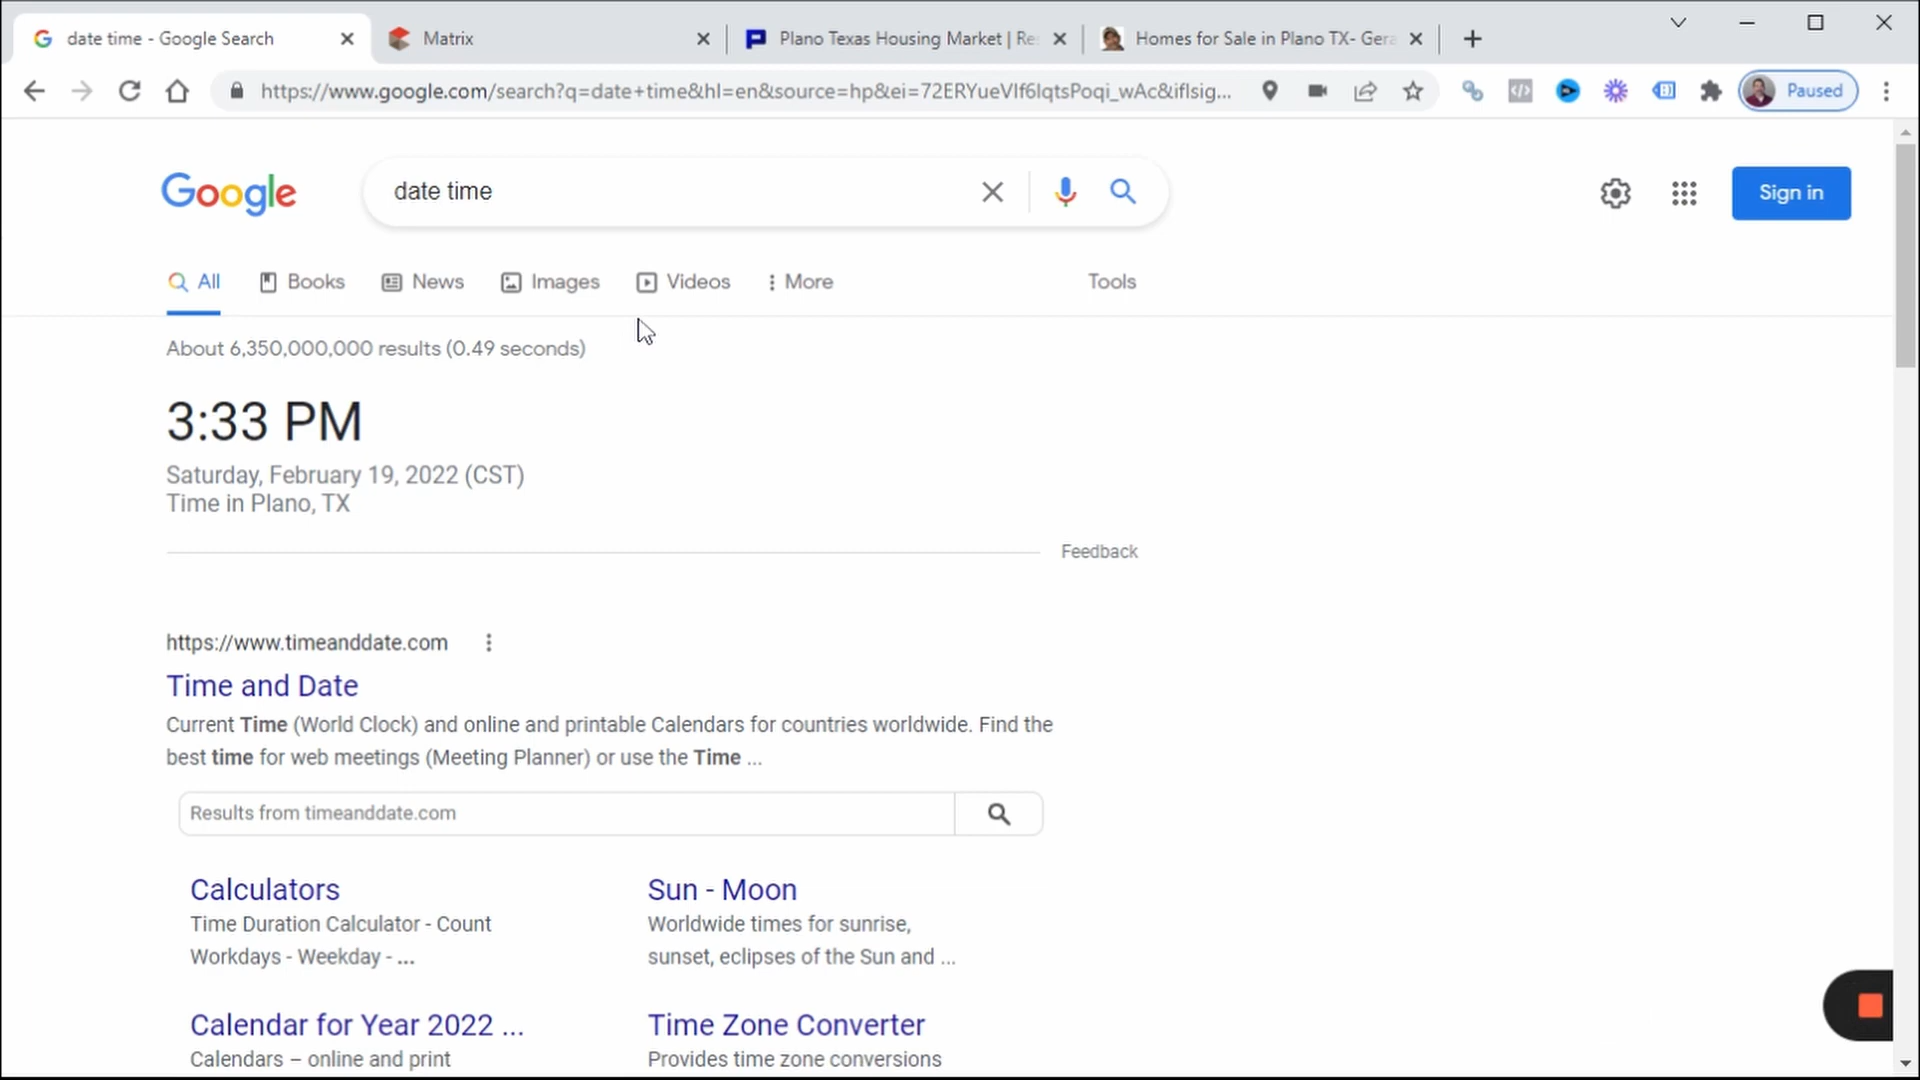 date time - Google Search
Matrix
Plano Texas Housing Market | Re
Homes for Sale in Plano TX- Gera
https://www.google.com/search?q=date+time&hl=en&source=hp&ei=72ERYueVIf6IqtsPoqi_wAc&iflsig...
Paused
Google
date time
Sign in
All
Books
News
Images
Videos
More
Tools
About 6,350,000,000 results (0.49 seconds)
3:33 PM
Saturday, February 19, 2022 (CST)
Time in Plano, TX
Feedback
https://www.timeanddate.com
Time and Date
Current Time (World Clock) and online and printable Calendars for countries worldwide. Find the
best time for web meetings (Meeting Planner) or use the Time ...
Results from timeanddate.com
Calculators
Time Duration Calculator - Count
Workdays - Weekday - ...
Sun - Moon
Worldwide times for sunrise,
sunset, eclipses of the Sun and ...
Calendar for Year 2022 ...
Calendars – online and print
Time Zone Converter
Provides time zone conversions